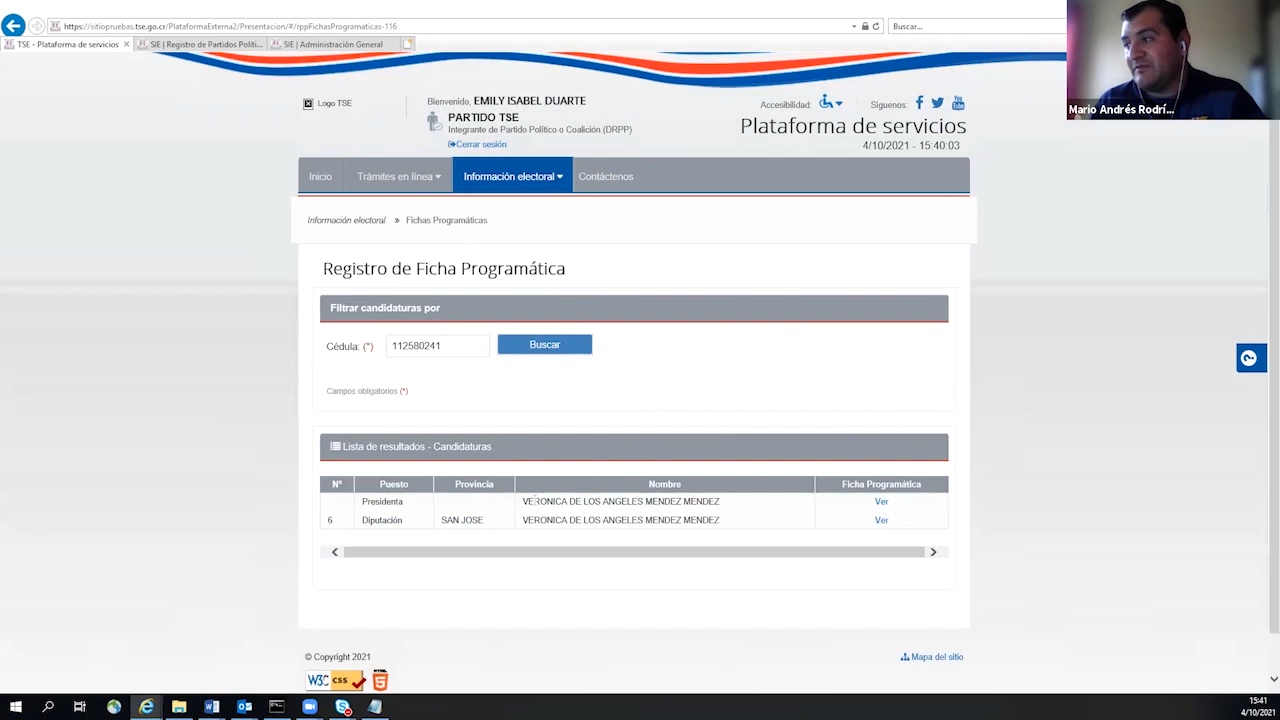 https://sitiopruebas.tse.go.cr/PlataformaExterna2/Presentacion/#/rppFichasProgramaticas-116
Buscar...
TSE - Plataforma de servicios
SIE | Registro de Partidos Políti...
SIE | Administración General
Mario Andrés Rodrí...
Logo TSE
Bienvenido, EMILY ISABEL DUARTE
PARTIDO TSE
Integrante de Partido Político o Coalición (DRPP)
Cerrar sesión
Accesibilidad:
Síguenos:
You Tube
Plataforma de servicios
4/10/2021 - 15:40:03
Inicio
Trámites en línea
Información electoral
Contáctenos
Información electoral » Fichas Programáticas
Registro de Ficha Programática
Filtrar candidaturas por
Cédula: (*)
112580241
Buscar
Campos obligatorios (*)
Lista de resultados - Candidaturas
Nº Puesto Provincia Nombre Ficha Programática
Presidenta VERONICA DE LOS ANGELES MENDEZ MENDEZ Ver
6 Diputación SAN JOSE VERONICA DE LOS ANGELES MENDEZ MENDEZ Ver
© Copyright 2021
Mapa del sitio
W3C css
HTML 5
15:41
4/10/2021